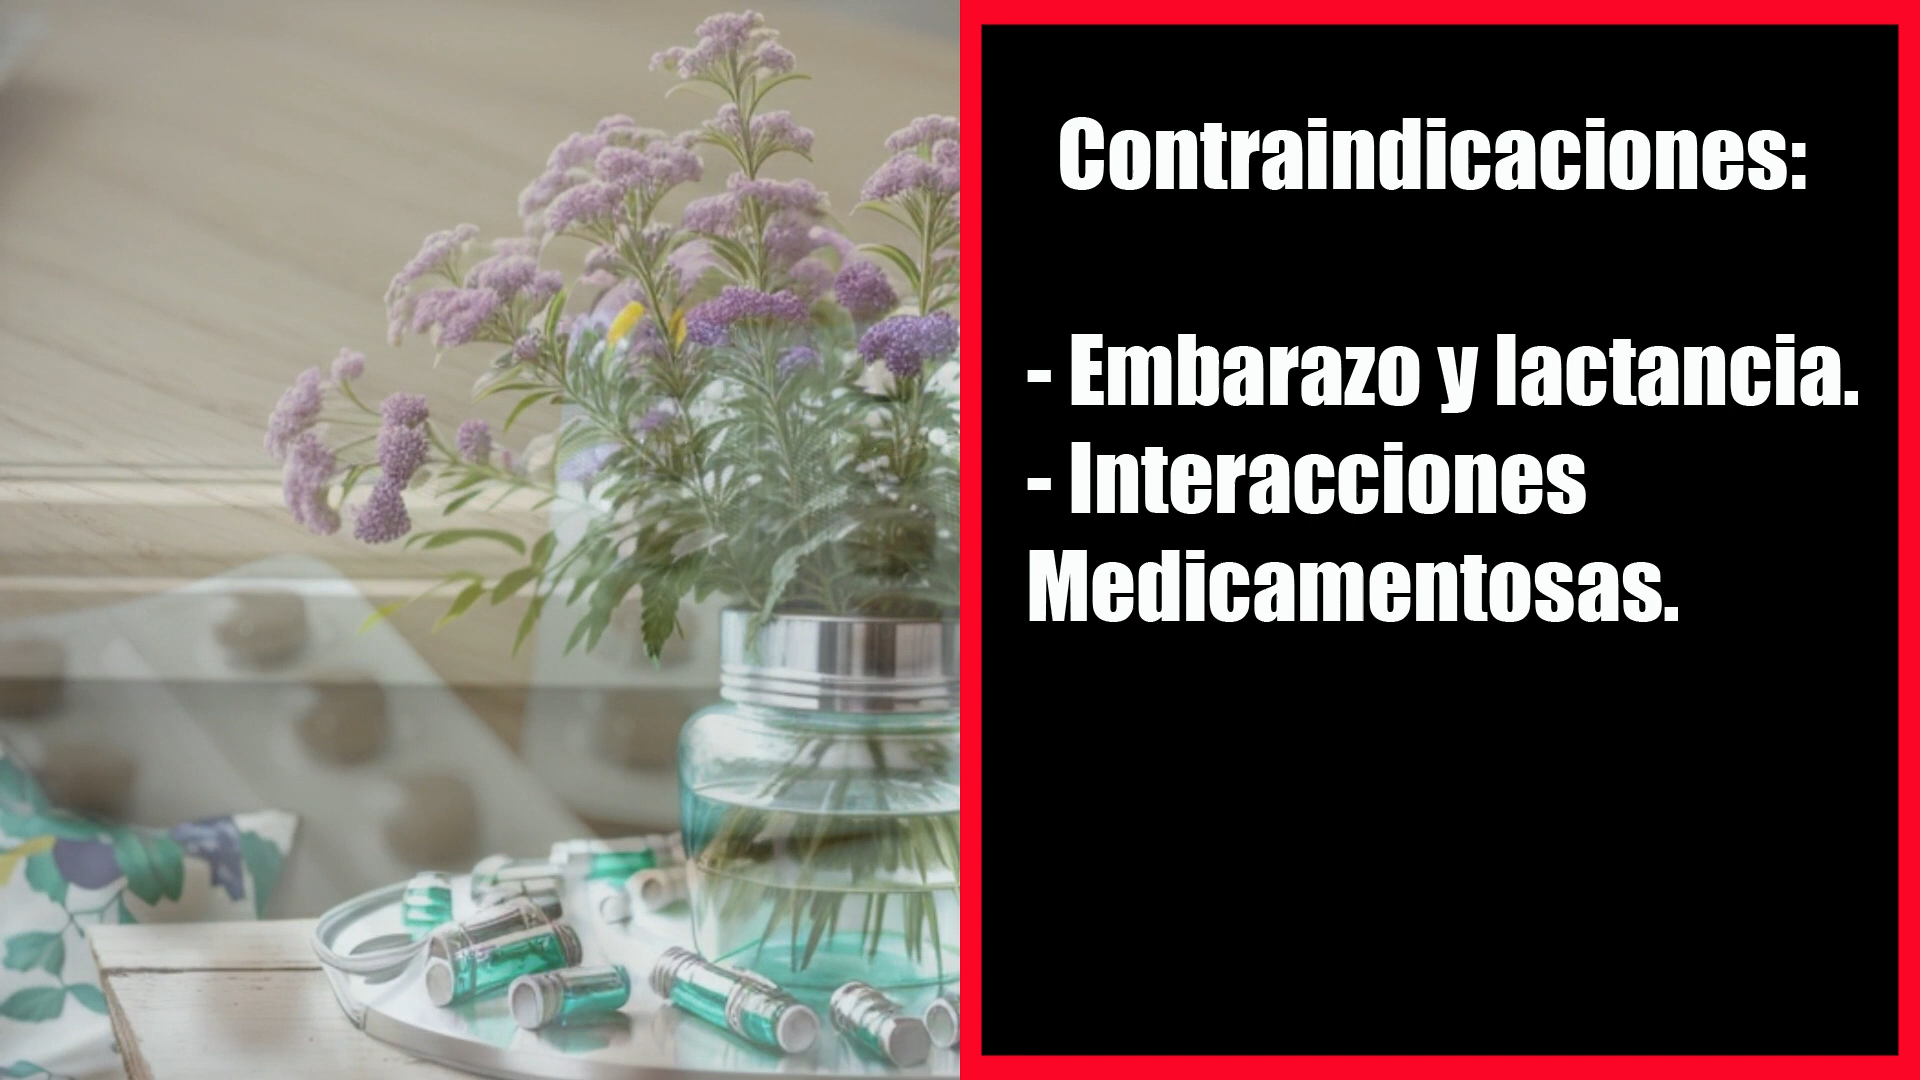 Contraindicaciones:
- Embarazo y lactancia.
- Interacciones
Medicamentosas.